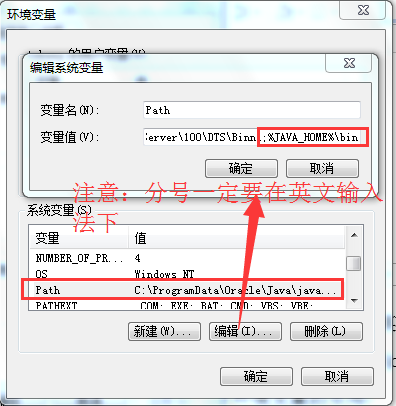 环境变量
的用户变量(U)
编辑系统变量
变量名(N):
Path
变量值(V):
erver\100\DTS\Binn\;%JAVA_HOME%\bin
确定
取消
注意：分号一定要在英文输入
法下
系统变量(S)
变量
值
NUMBER_OF_PR...
4
OS
Windows_NT
Path
C:\ProgramData\Oracle\Java\java...
PATHEXT
.COM;.EXE;.BAT;.CMD;.VBS;.VBE;
新建(W)...
编辑(I)...
删除(L)
确定
取消